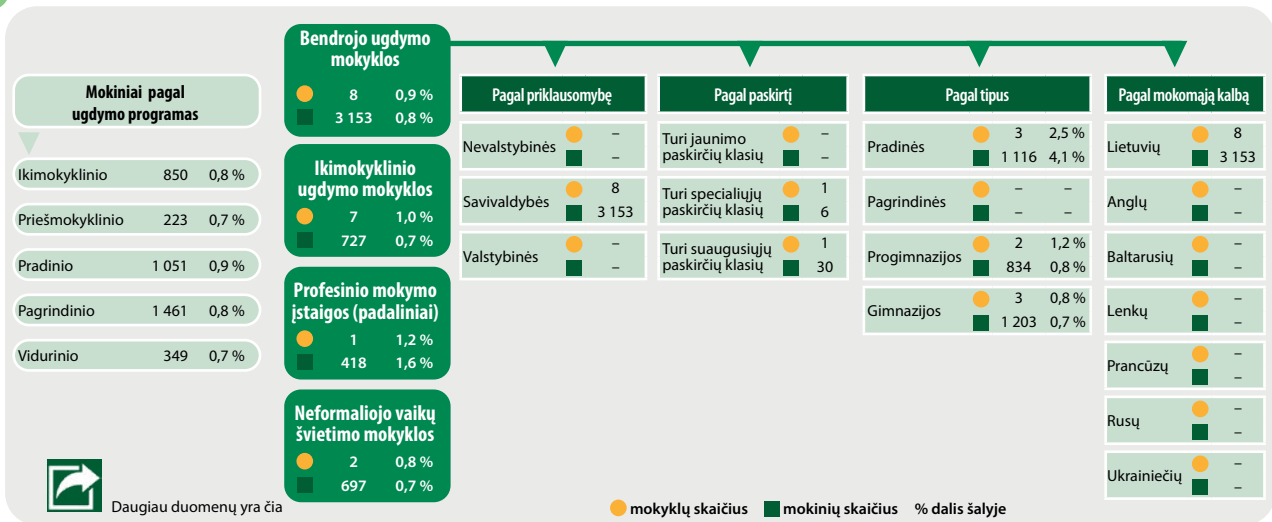 Mokiniai pagal
ugdymo programas
Ikimokyklinio 850 0,8 %
Priešmokyklinio 223 0,7 %
Pradinio 1 051 0,9 %
Pagrindinio 1 461 0,8 %
Vidurinio 349 0,7 %
Daugiau duomenų yra čia
Bendrojo ugdymo
mokyklos
8 0,9 %
3 153 0,8 %
Ikimokyklinio
ugdymo mokyklos
7 1,0 %
727 0,7 %
Profesinio mokymo
įstaigos (padaliniai)
1 1,2 %
418 1,6 %
Neformaliojo vaikų
švietimo mokyklos
2 0,8 %
697 0,7 %
Pagal priklausomybę
Nevalstybinės –
–
Savivaldybės 8
3 153
Valstybinės –
–
Pagal paskirtį
Turi jaunimo –
paskirčių klasių –
Turi specialiųjų 1
paskirčių klasių 6
Turi suaugusiųjų 1
paskirčių klasių 30
Pagal tipus
Pradinės 3 2,5 %
1 116 4,1 %
Pagrindinės – –
– –
Progimnazijos 2 1,2 %
834 0,8 %
Gimnazijos 3 0,8 %
1 203 0,7 %
Pagal mokomąją kalbą
Lietuvių 8
3 153
Anglų –
–
Baltarusių –
–
Lenkų –
–
Prancūzų –
–
Rusų –
–
Ukrainiečių –
–
mokyklų skaičius mokinių skaičius % dalis šalyje